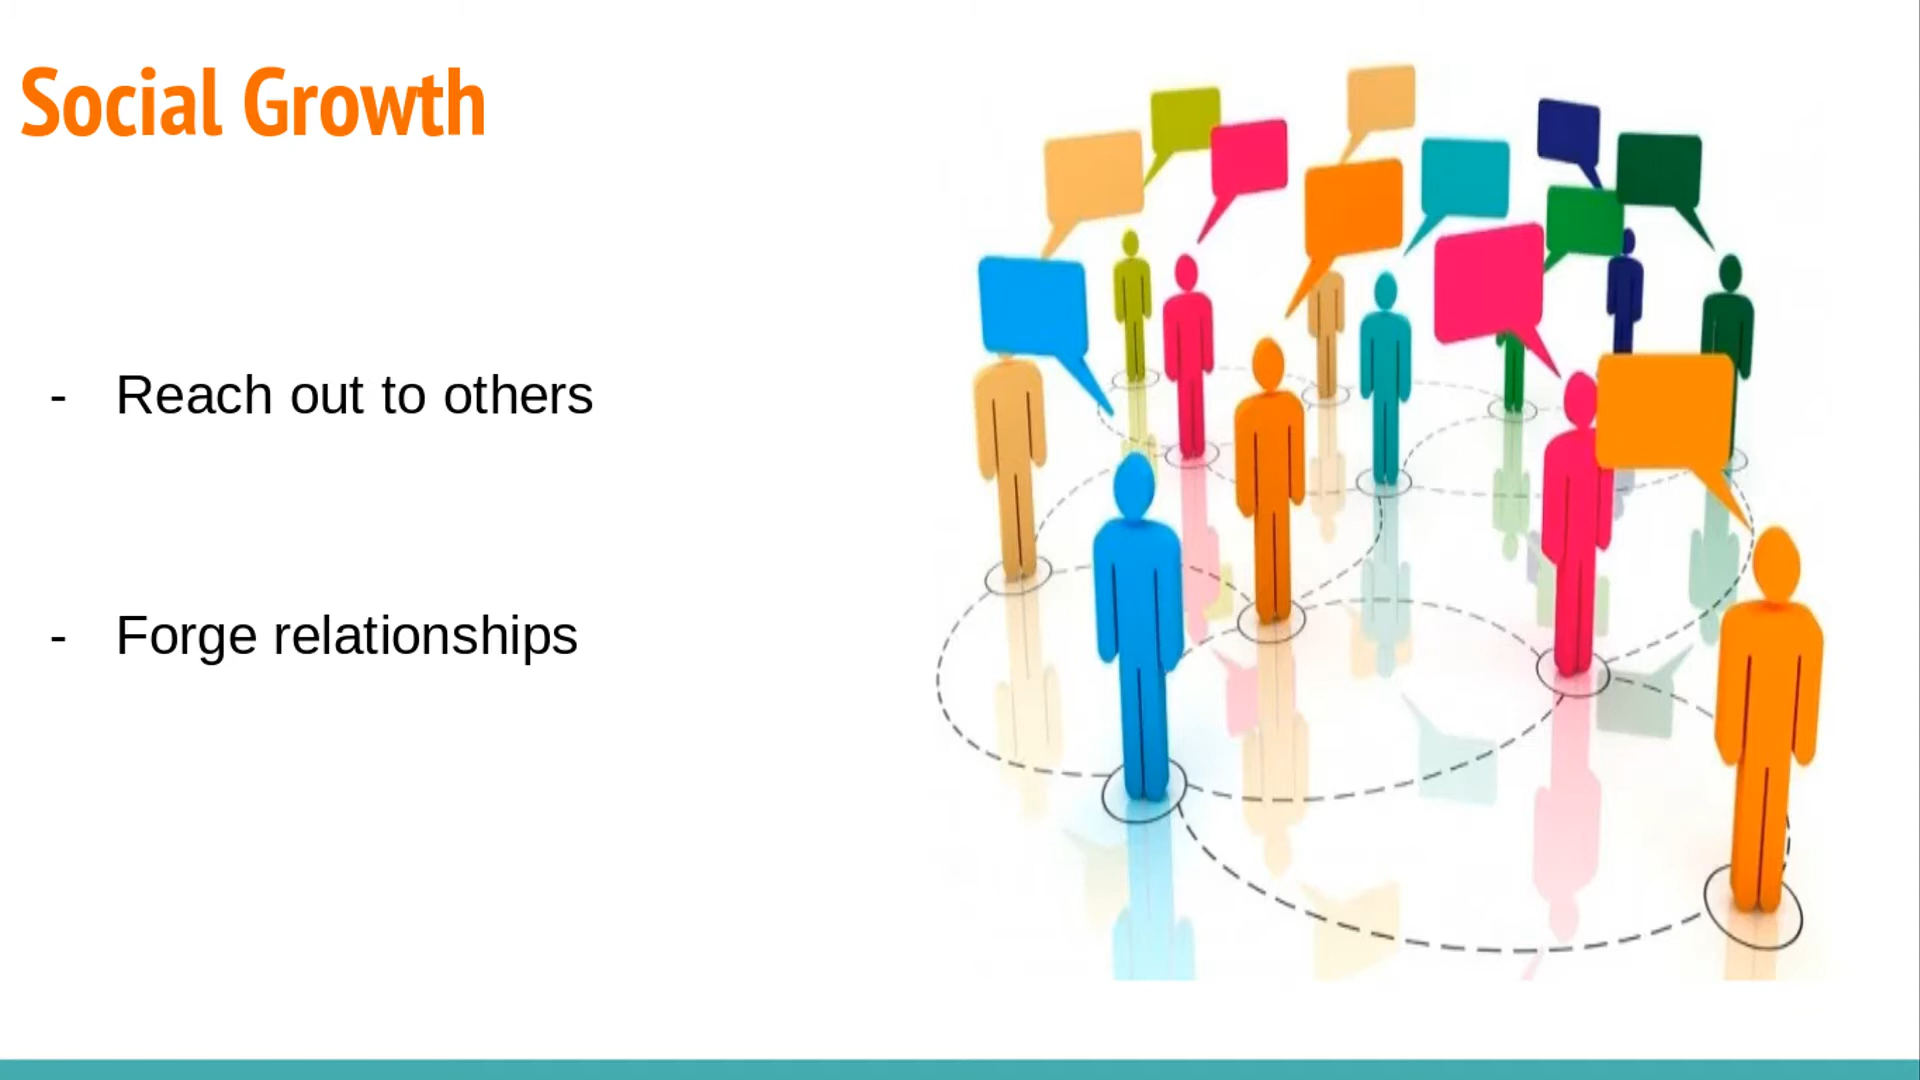 Social Growth
- Reach out to others
- Forge relationships